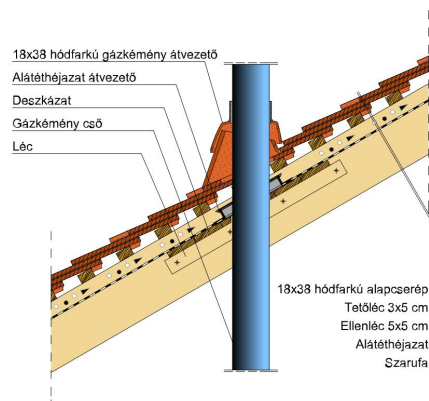 18x38 hódfarkú gázkémény átvezető
Alátéthéjazat átvezető
Deszkázat
Gázkémény cső
Léc
18x38 hódfarkú alapcserép
Tetőléc 3x5 cm
Ellenléc 5x5 cm
Alátéthéjazat
Szarufa